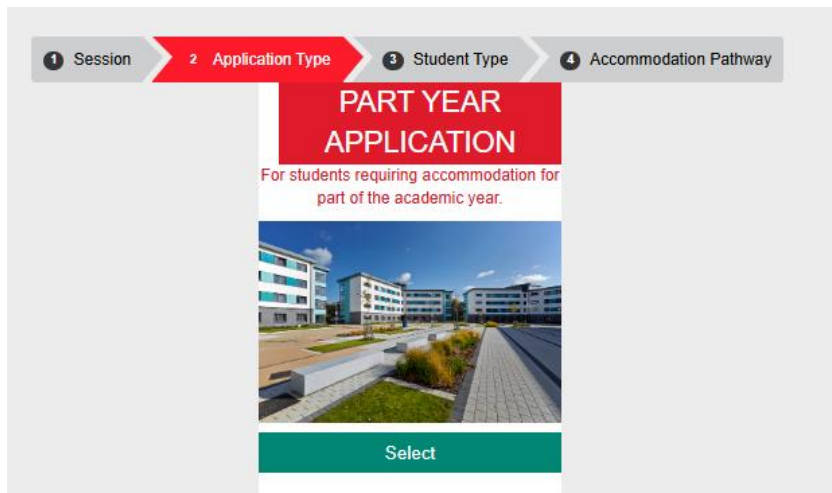 1 Session 2 Application Type 3 Student Type 4 Accommodation Pathway
PART YEAR
APPLICATION
For students requiring accommodation for
part of the academic year.
Select